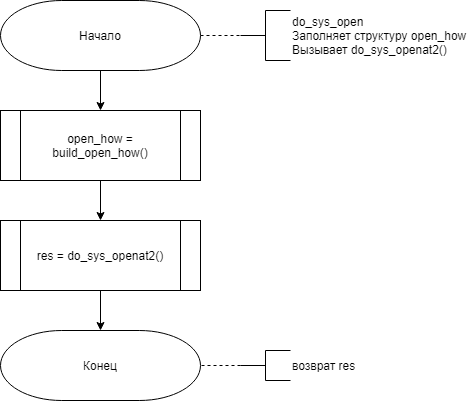 Начало
do_sys_open
Заполняет структуру open_how
Вызывает do_sys_openat2()
open_how =
build_open_how()
res = do_sys_openat2()
Конец
возврат res